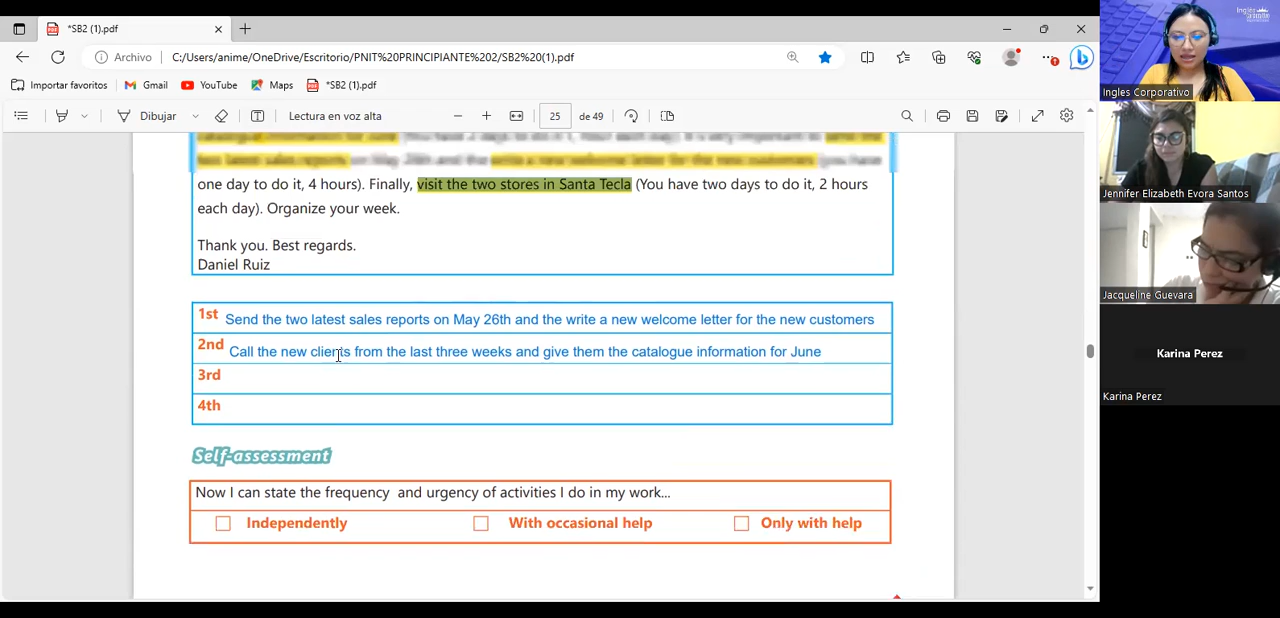 *SB2 (1).pdf
Archivo
C:/Users/anime/OneDrive/Escritorio/PNIT%20PRINCIPIANTE%202/SB2%20(1).pdf
Importar favoritos
Gmail
YouTube
Maps
*SB2 (1).pdf
Dibujar
Lectura en voz alta
25
de 49
one day to do it, 4 hours). Finally, visit the two stores in Santa Tecla (You have two days to do it, 2 hours
each day). Organize your week.
Thank you. Best regards.
Daniel Ruiz
1st Send the two latest sales reports on May 26th and the write a new welcome letter for the new customers
2nd Call the new clients from the last three weeks and give them the catalogue information for June
3rd
4th
Self-assessment
Now I can state the frequency and urgency of activities I do in my work...
Independently
With occasional help
Only with help
Ingles Corporativo
Jennifer Elizabeth Evora Santos
Jacqueline Guevara
Karina Perez
Karina Perez